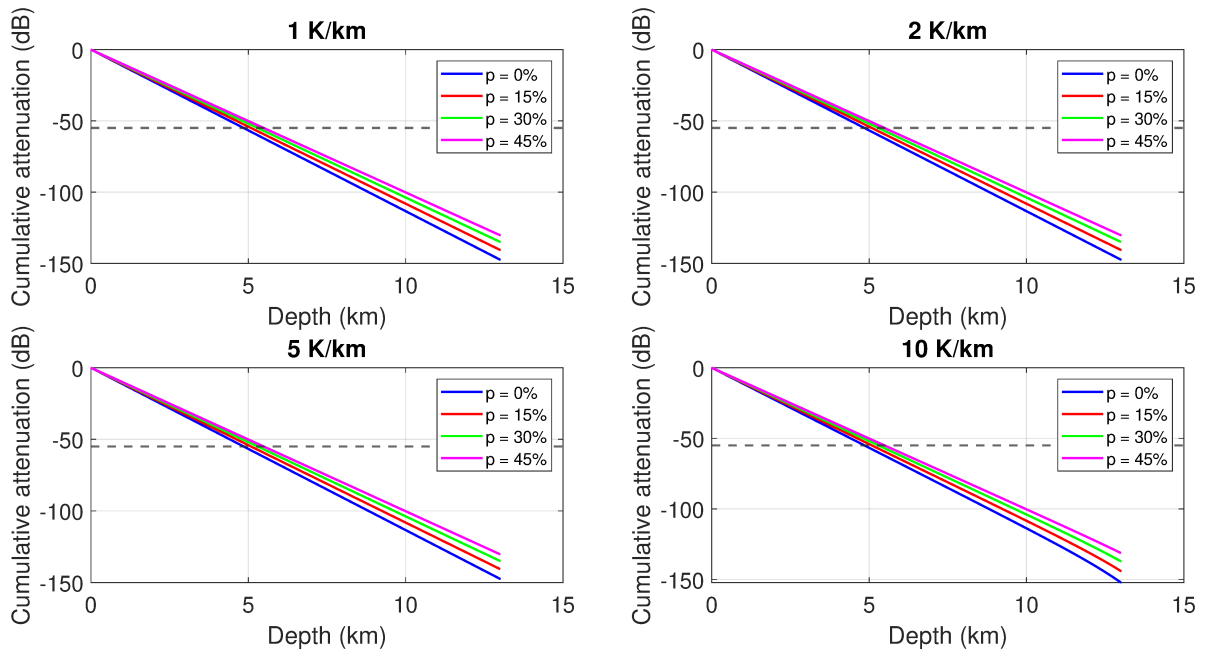 1 K/km
Cumulative attenuation (dB)
0
-50
-100
-150
0
5
10
15
Depth (km)
p = 0%
p = 15%
p = 30%
p = 45%
2 K/km
Cumulative attenuation (dB)
0
-50
-100
-150
0
5
10
15
Depth (km)
p = 0%
p = 15%
p = 30%
p = 45%
5 K/km
Cumulative attenuation (dB)
0
-50
-100
-150
0
5
10
15
Depth (km)
p = 0%
p = 15%
p = 30%
p = 45%
10 K/km
Cumulative attenuation (dB)
0
-50
-100
-150
0
5
10
15
Depth (km)
p = 0%
p = 15%
p = 30%
p = 45%